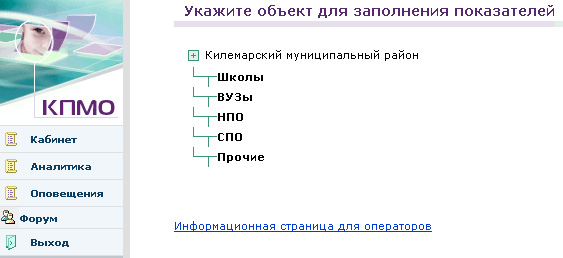 Укажите объект для заполнения показателей
Килемарский муниципальный район
Школы
ВУЗы
НПО
СПО
Прочие
Информационная страница для операторов
КПМО
Кабинет
Аналитика
Оповещения
Форум
Выход